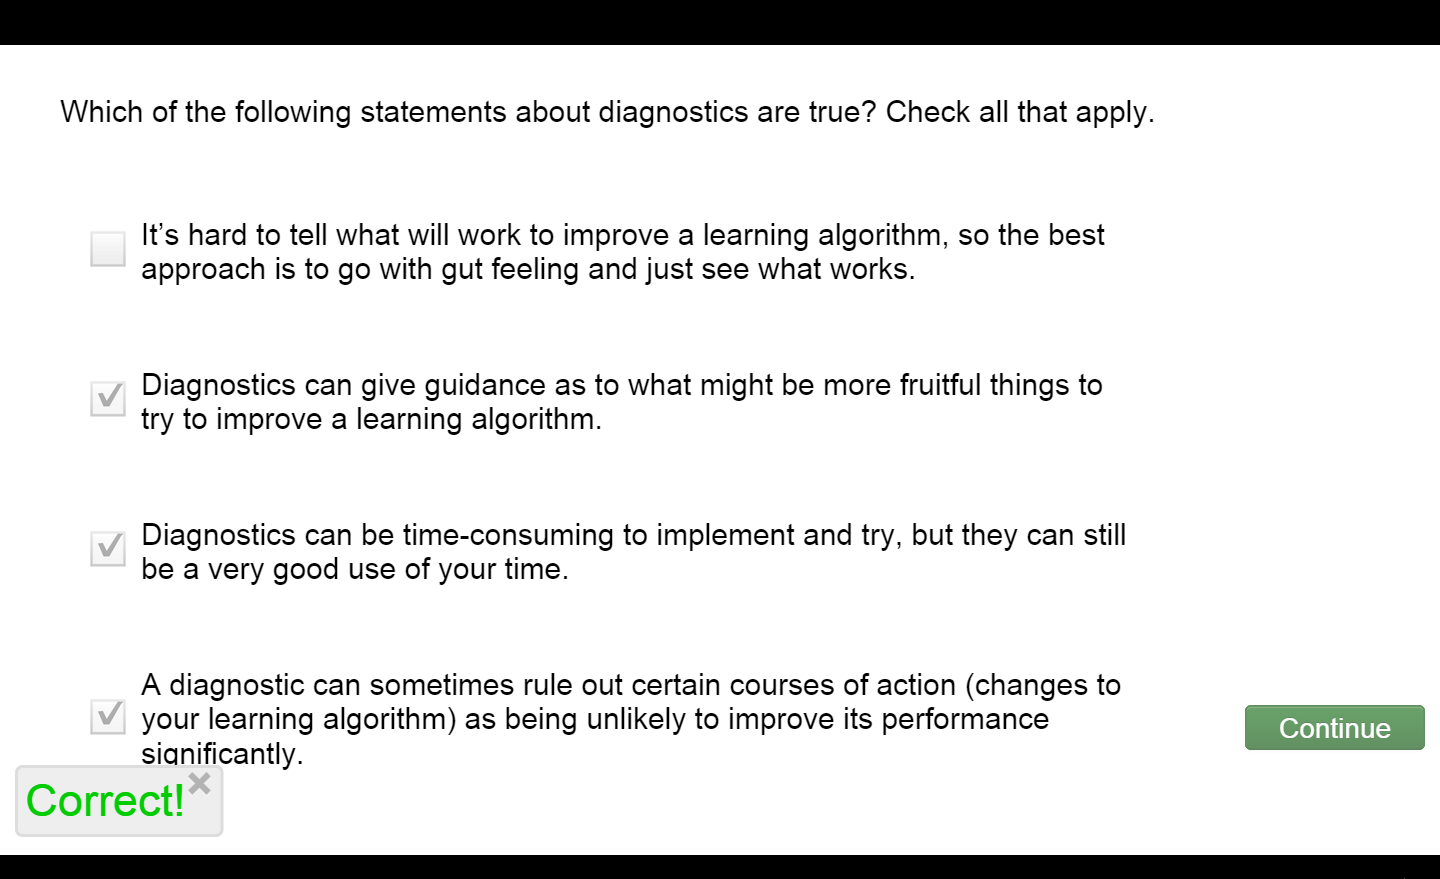 Which of the following statements about diagnostics are true? Check all that apply.
It’s hard to tell what will work to improve a learning algorithm, so the best
approach is to go with gut feeling and just see what works.
Diagnostics can give guidance as to what might be more fruitful things to
try to improve a learning algorithm.
Diagnostics can be time-consuming to implement and try, but they can still
be a very good use of your time.
A diagnostic can sometimes rule out certain courses of action (changes to
your learning algorithm) as being unlikely to improve its performance
significantly.
Continue
Correct!